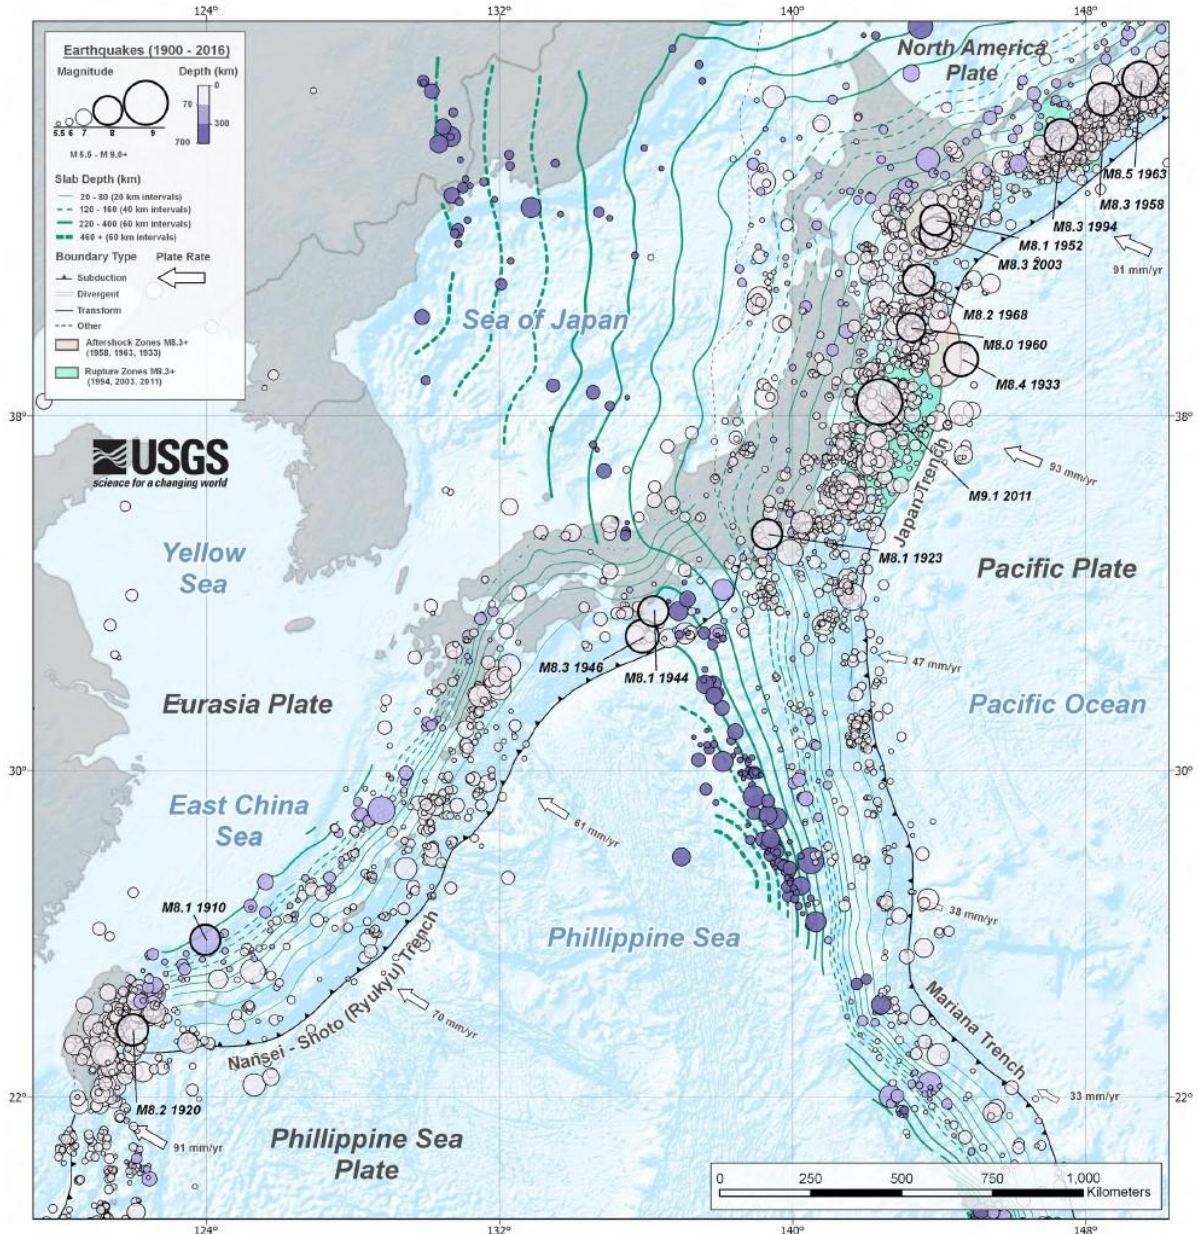 124°
132°
140°
148°
Earthquakes (1900 - 2016)
Magnitude
Depth (km)
0
70
300
700
5.5 6 7 8 9
M 5.5 - M 9.0+
Slab Depth (km)
20 - 80 (20 km intervals)
120 - 160 (40 km intervals)
220 - 400 (60 km intervals)
460 + (60 km intervals)
Boundary Type
Plate Rate
Subduction
Divergent
Transform
Other
Aftershock Zones M8.3+
(1958, 1963, 1933)
Rupture Zones M8.3+
(1994, 2003, 2011)
North America
Plate
M8.5 1963
M8.3 1958
M8.3 1994
M8.1 1952
M8.3 2003
91 mm/yr
M8.2 1968
Sea of Japan
M8.0 1960
M8.4 1933
38°
38°
USGS
science for a changing world
93 mm/yr
M9.1 2011
Japan Trench
Yellow
Sea
M8.1 1923
Pacific Plate
M8.3 1946
M8.1 1944
47 mm/yr
Eurasia Plate
Pacific Ocean
30°
30°
East China
Sea
61 mm/yr
M8.1 1910
38 mm/yr
Phillippine Sea
Nansei - Shoto (Ryukyu) Trench
70 mm/yr
Mariana Trench
33 mm/yr
22°
22°
M8.2 1920
91 mm/yr
Phillippine Sea
Plate
0 250 500 750 1,000
Kilometers
124°
132°
140°
148°